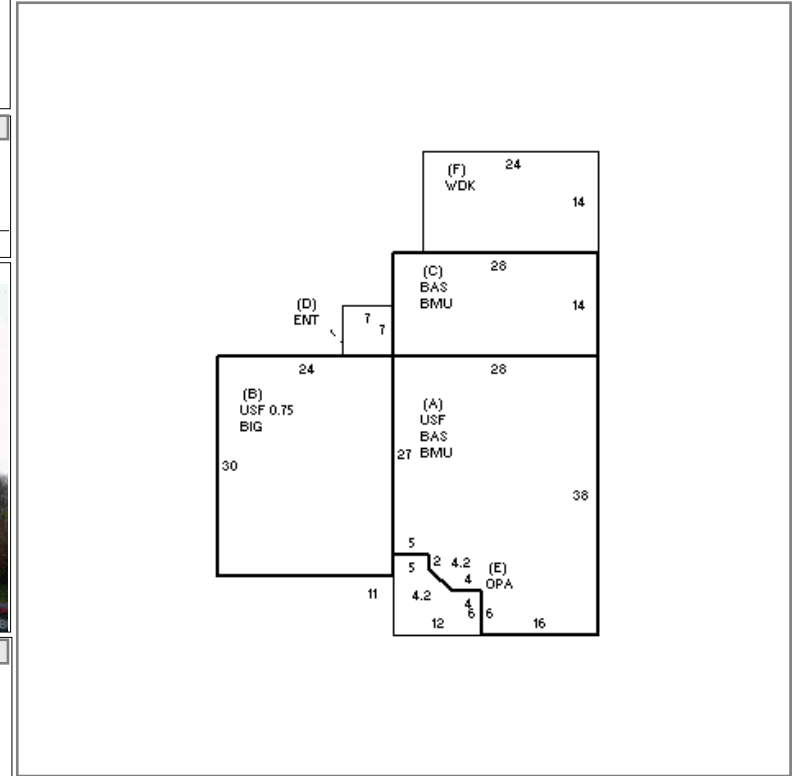 (F)
WDK
24
14
(C)
BAS
BMU
28
14
(D)
ENT
7
7
24
(B)
USF 0.75
BIG
30
28
(A)
USF
BAS
BMU
27
38
5
5
2
4.2
4
(E)
OPA
11
4.2
4
6
6
12
16